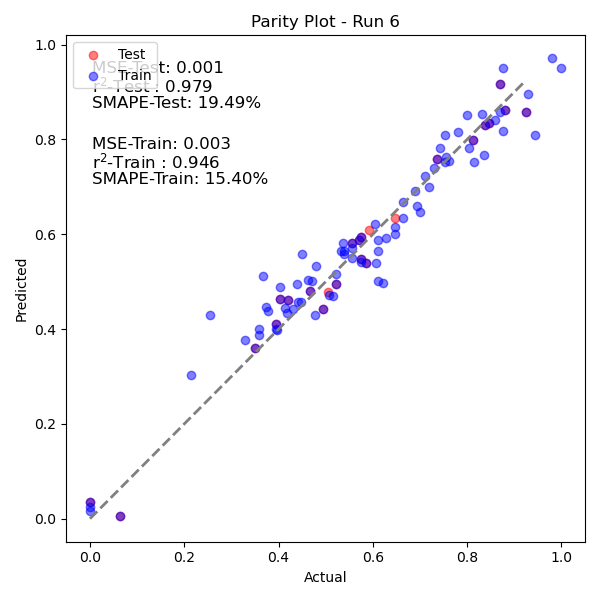 Parity Plot - Run 6
Test
Train
MSE-Test: 0.001
r²-Test : 0.979
SMAPE-Test: 19.49%
MSE-Train: 0.003
r²-Train : 0.946
SMAPE-Train: 15.40%
1.0
0.8
0.6
0.4
0.2
0.0
Predicted
0.0 0.2 0.4 0.6 0.8 1.0
Actual